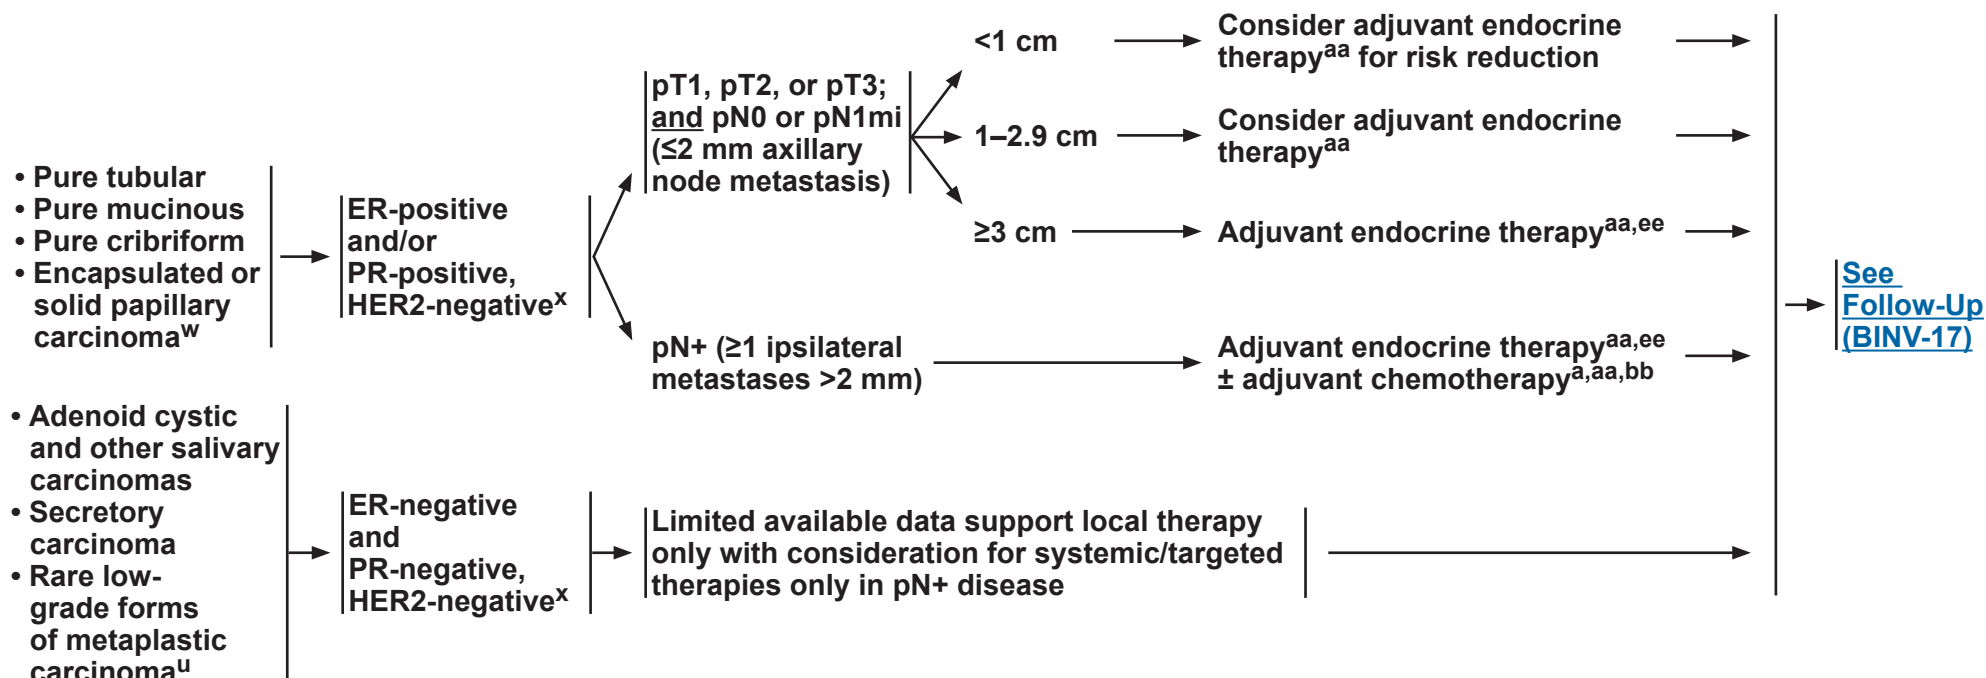 • Pure tubular
• Pure mucinous
• Pure cribriform
• Encapsulated or
solid papillary
carcinomaʷ
ER-positive
and/or
PR-positive,
HER2-negativeˣ
pT1, pT2, or pT3;
and pN0 or pN1mi
(≤2 mm axillary
node metastasis)
<1 cm
Consider adjuvant endocrine
therapyᵃᵃ for risk reduction
1–2.9 cm
Consider adjuvant endocrine
therapyᵃᵃ
≥3 cm
Adjuvant endocrine therapyᵃᵃ,ᵉᵉ
pN+ (≥1 ipsilateral
metastases >2 mm)
Adjuvant endocrine therapyᵃᵃ,ᵉᵉ
± adjuvant chemotherapyᵃ,ᵃᵃ,ᵇᵇ
See
Follow-Up
(BINV-17)
• Adenoid cystic
and other salivary
carcinomas
• Secretory
carcinoma
• Rare low-
grade forms
of metaplastic
carcinomaᵘ
ER-negative
and
PR-negative,
HER2-negativeˣ
Limited available data support local therapy
only with consideration for systemic/targeted
therapies only in pN+ disease